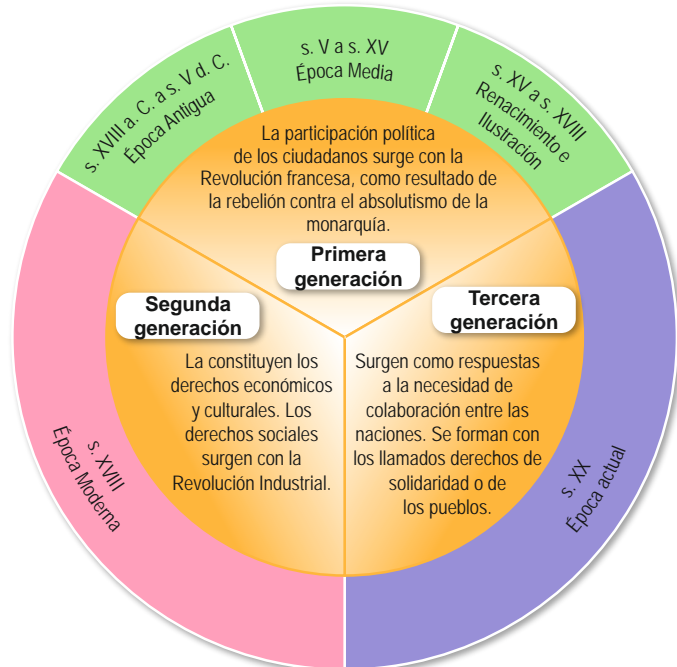 s. XVIII a. C. a s. V d. C.
Época Antigua
s. V a s. XV
Época Media
s. XV a s. XVIII
Renacimiento e
Ilustración
La participación política
de los ciudadanos surge con la
Revolución francesa, como resultado de
la rebelión contra el absolutismo de la
monarquía.
Primera
generación
Segunda
generación
La constituyen los
derechos económicos
y culturales. Los
derechos sociales
surgen con la
Revolución Industrial.
Tercera
generación
Surgen como respuestas
a la necesidad de
colaboración entre las
naciones. Se forman con
los llamados derechos de
solidaridad o de
los pueblos.
s. XVIII
Época Moderna
s. XX
Época actual